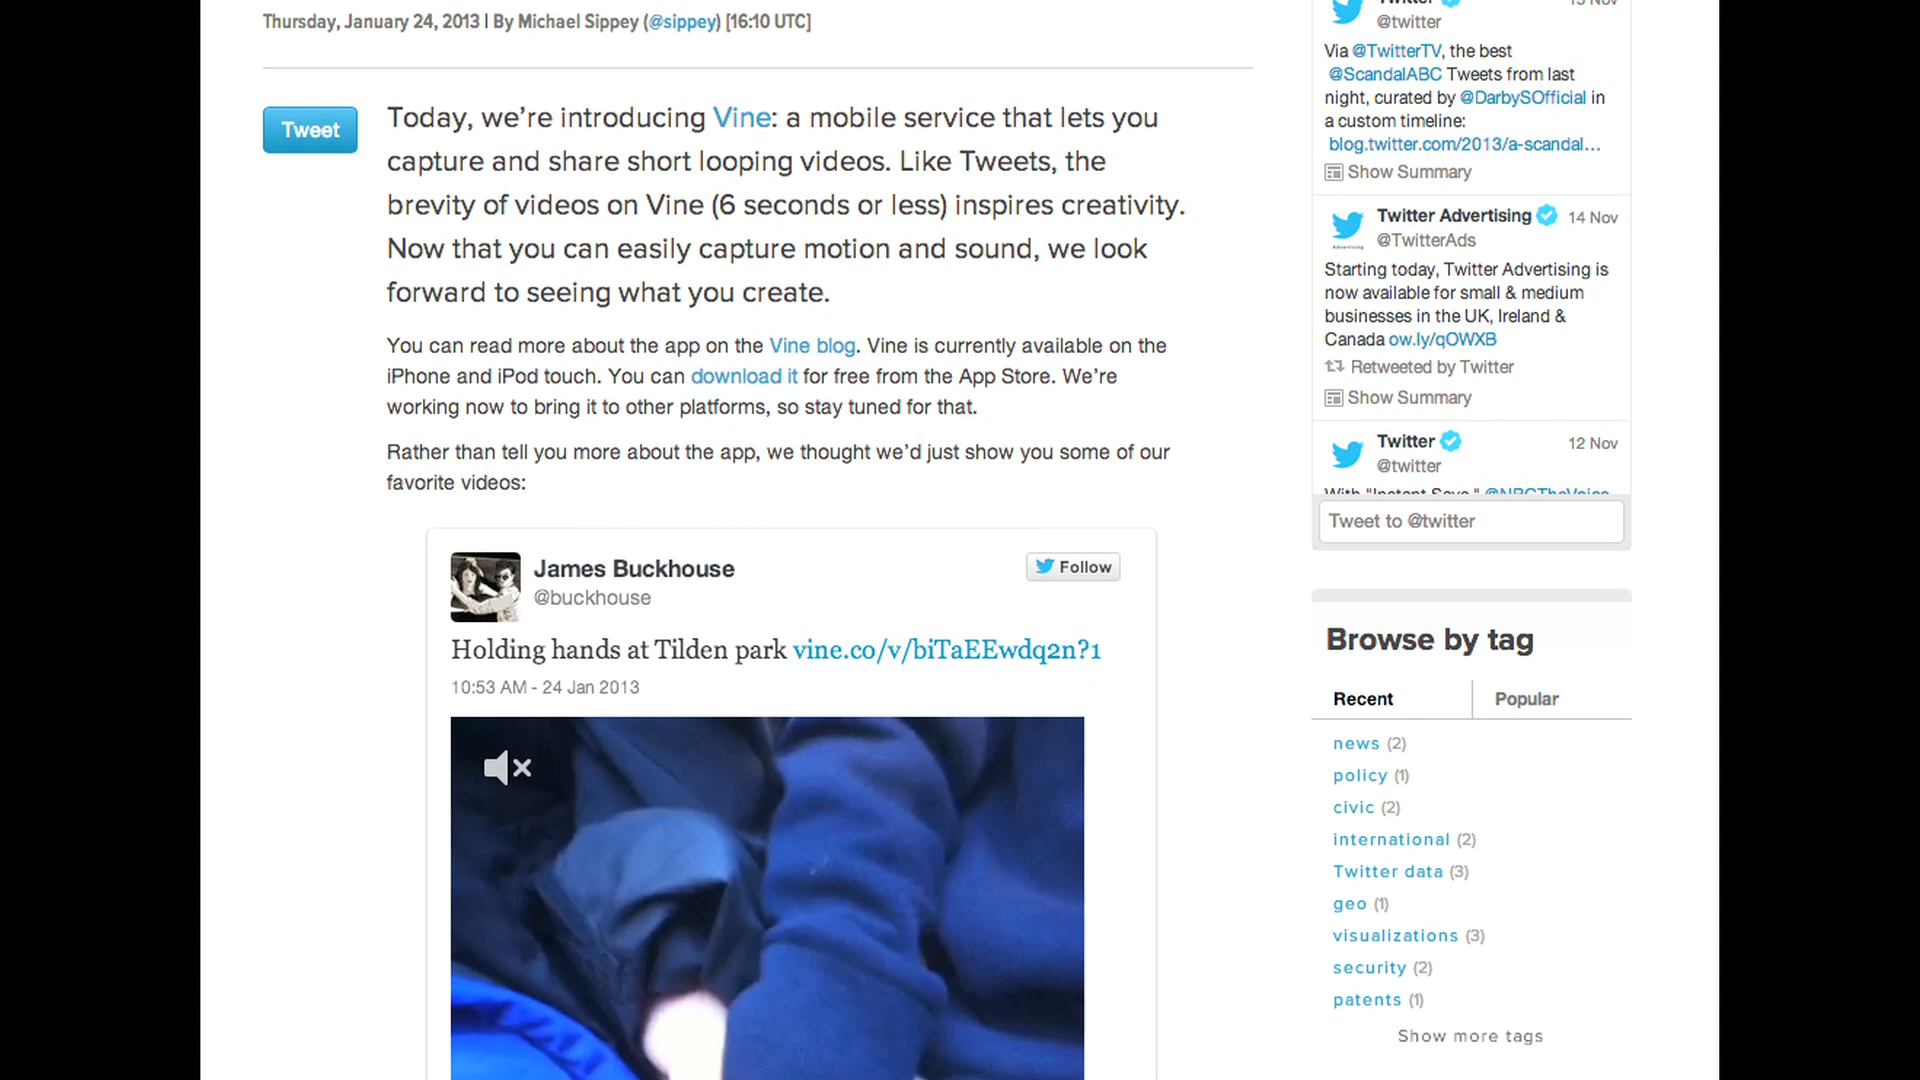 Thursday, January 24, 2013 | By Michael Sippey (@sippey) [16:10 UTC]
Tweet
Today, we're introducing Vine: a mobile service that lets you
capture and share short looping videos. Like Tweets, the
brevity of videos on Vine (6 seconds or less) inspires creativity.
Now that you can easily capture motion and sound, we look
forward to seeing what you create.
You can read more about the app on the Vine blog. Vine is currently available on the
iPhone and iPod touch. You can download it for free from the App Store. We're
working now to bring it to other platforms, so stay tuned for that.
Rather than tell you more about the app, we thought we'd just show you some of our
favorite videos:
James Buckhouse
@buckhouse
Follow
Holding hands at Tilden park vine.co/v/biTaEEwdq2n?1
10:53 AM - 24 Jan 2013
Twitter 13 Nov
@twitter
Via @TwitterTV, the best
@ScandalABC Tweets from last
night, curated by @DarbySOfficial in
a custom timeline:
blog.twitter.com/2013/a-scandal...
Show Summary
Twitter Advertising 14 Nov
@TwitterAds
Starting today, Twitter Advertising is
now available for small & medium
businesses in the UK, Ireland &
Canada ow.ly/qOWXB
Retweeted by Twitter
Show Summary
Twitter 12 Nov
@twitter
With "Instant Save," @NBCTheVoice
Tweet to @twitter
Browse by tag
Recent Popular
news (2)
policy (1)
civic (2)
international (2)
Twitter data (3)
geo (1)
visualizations (3)
security (2)
patents (1)
Show more tags